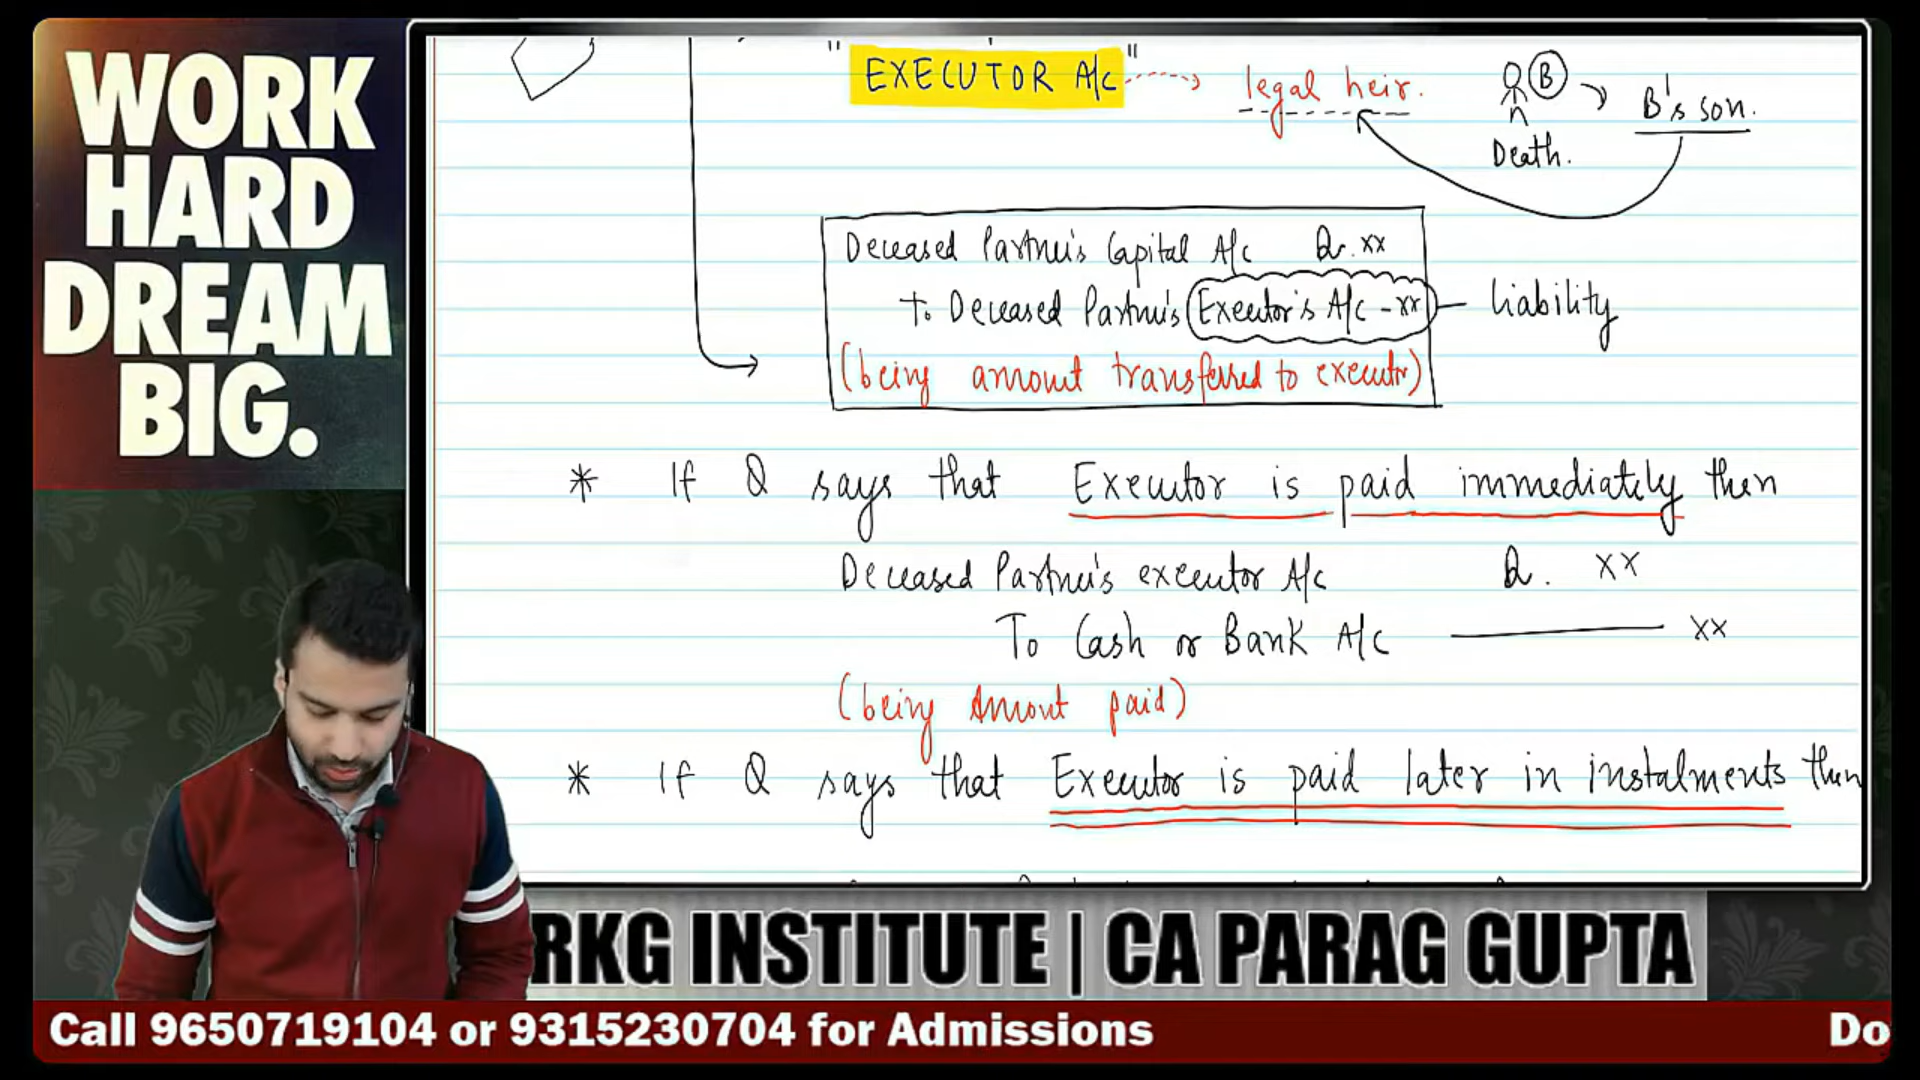 WORK
HARD
DREAM
BIG.
" EXECUTOR A/c "
legal heir.
B
B's son.
Death.
Deceased Partner's Capital A/c Dr. xx
To Deceased Partner's Executor's A/c - xx
liability
(being amount transferred to executor)
* If Q says that Executor is paid immediately then
Deceased Partner's executor A/c Dr. xx
To Cash or Bank A/c xx
(being Amount paid)
* If Q says that Executor is paid later in instalments then
RKG INSTITUTE | CA PARAG GUPTA
Call 9650719104 or 9315230704 for Admissions
Do